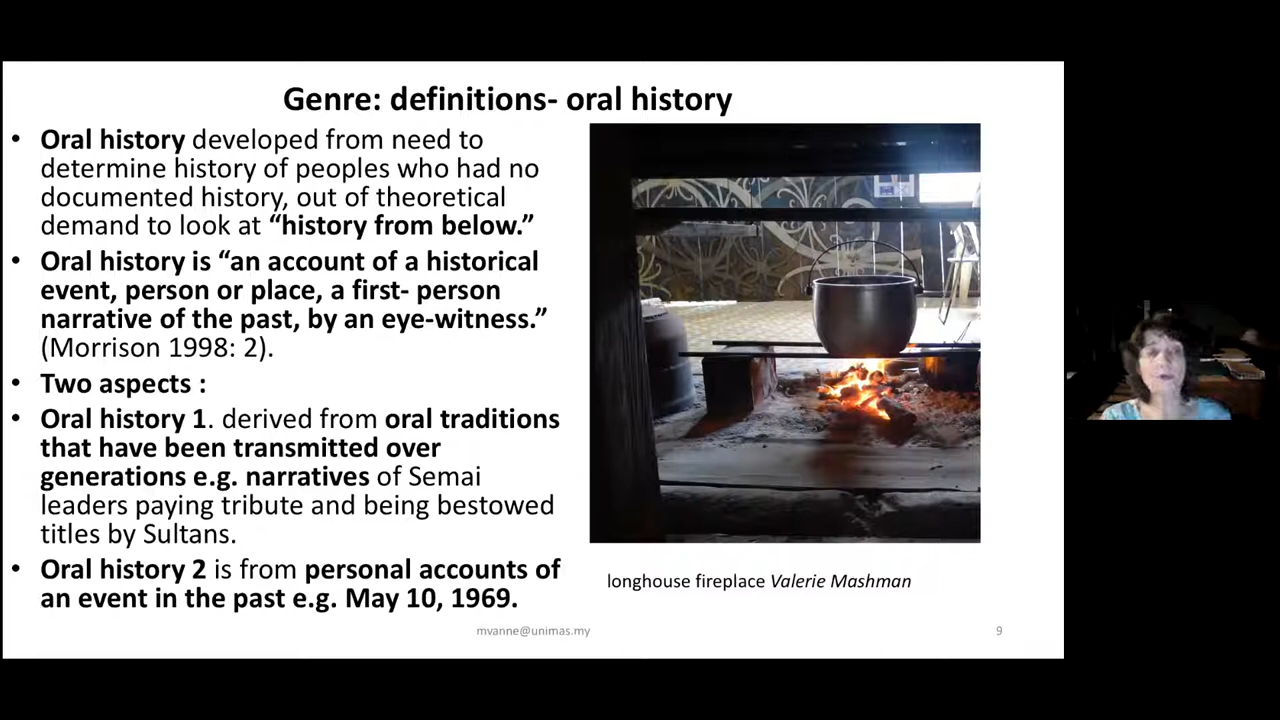 Genre: definitions- oral history
• Oral history developed from need to
determine history of peoples who had no
documented history, out of theoretical
demand to look at “history from below.”
• Oral history is “an account of a historical
event, person or place, a first- person
narrative of the past, by an eye-witness.”
(Morrison 1998: 2).
• Two aspects :
• Oral history 1. derived from oral traditions
that have been transmitted over
generations e.g. narratives of Semai
leaders paying tribute and being bestowed
titles by Sultans.
• Oral history 2 is from personal accounts of
an event in the past e.g. May 10, 1969.
longhouse fireplace Valerie Mashman
mvanne@unimas.my
9